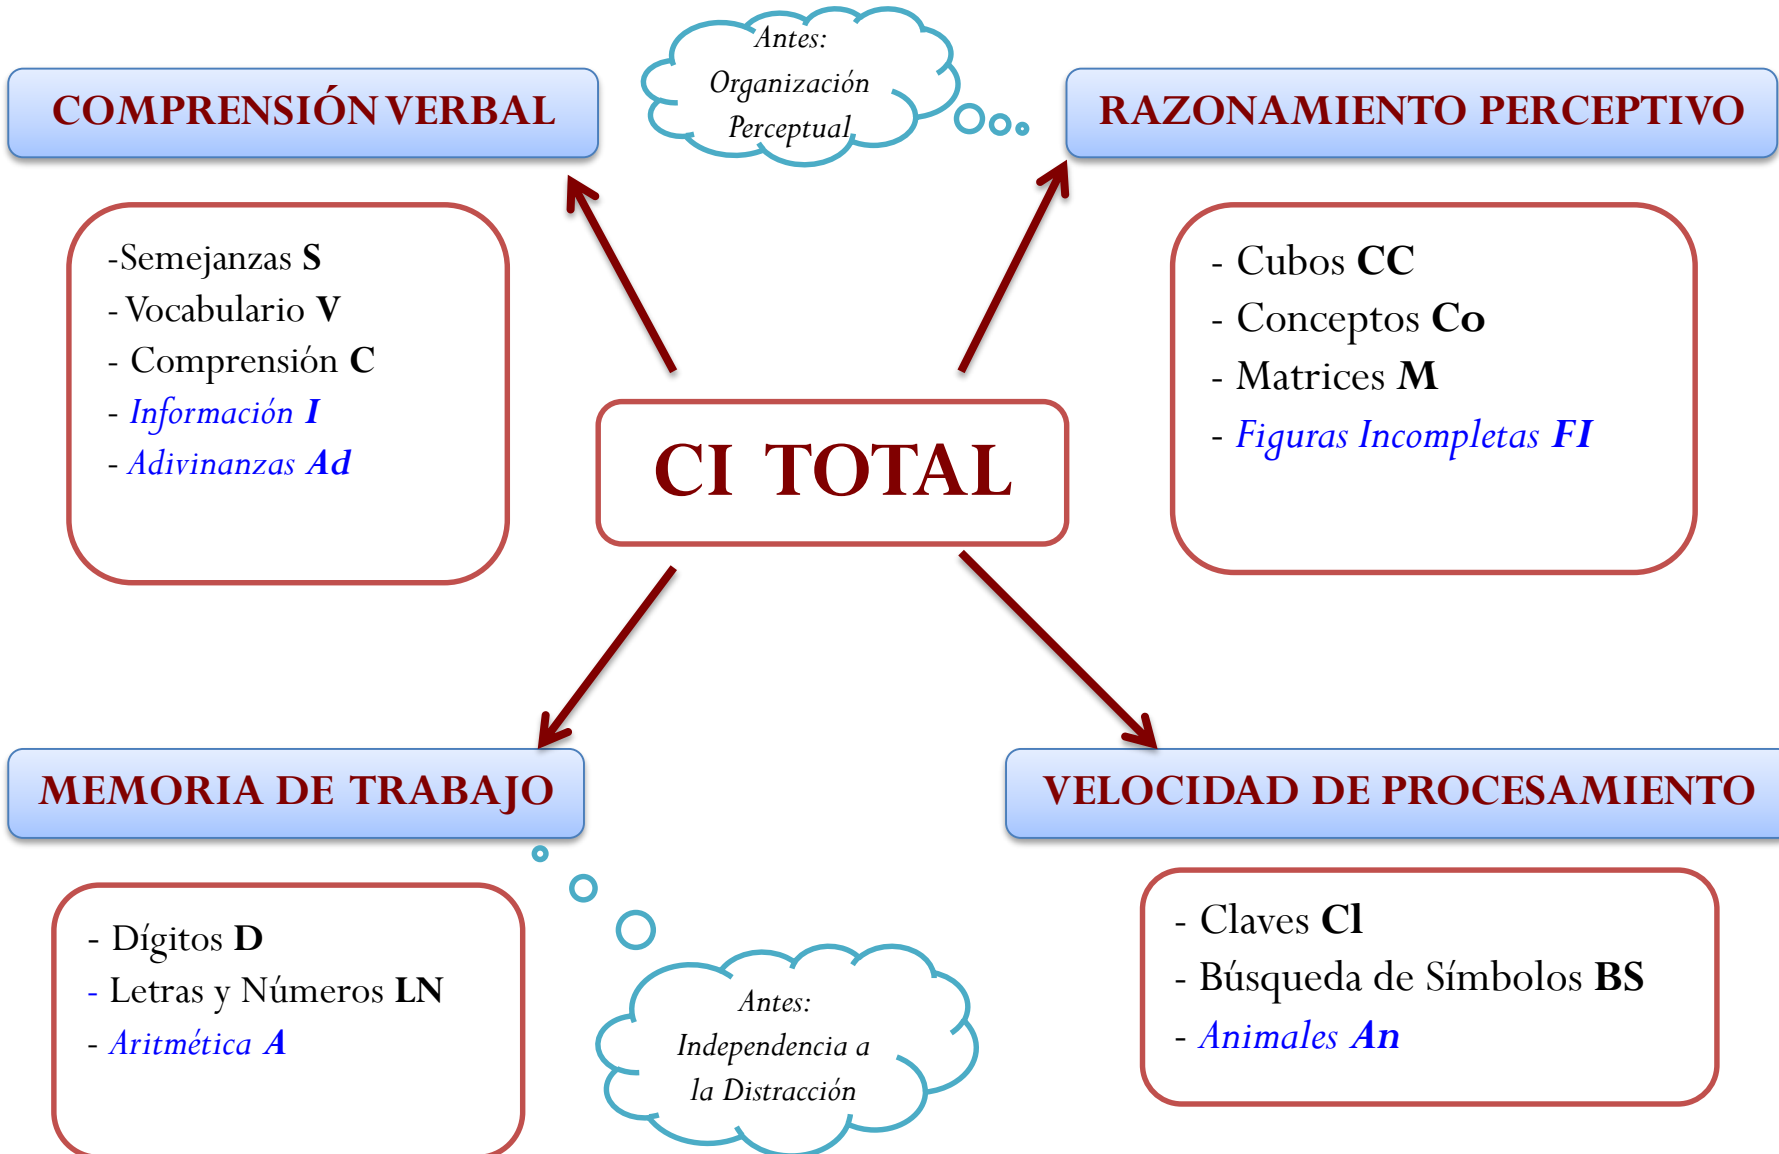 Antes:
Organización
Perceptual
COMPRENSIÓN VERBAL
RAZONAMIENTO PERCEPTIVO
-Semejanzas S
- Vocabulario V
- Comprensión C
- Información I
- Adivinanzas Ad
- Cubos CC
- Conceptos Co
- Matrices M
- Figuras Incompletas FI
CI TOTAL
MEMORIA DE TRABAJO
VELOCIDAD DE PROCESAMIENTO
- Dígitos D
- Letras y Números LN
- Aritmética A
Antes:
Independencia a
la Distracción
- Claves Cl
- Búsqueda de Símbolos BS
- Animales An